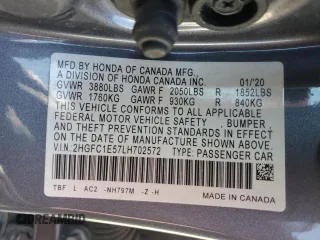 MFD BY HONDA OF CANADA MFG.
A DIVISION OF HONDA CANADA INC. 01/'20
GVWR 3880LBS GAWR F 2050LBS R 1852LBS
GVWR 1760KG GAWR F 930KG R 840KG
THIS VEHICLE CONFORMS TO ALL APPLICABLE
FEDERAL MOTOR VEHICLE SAFETY , BUMPER ,
AND THEFT PREVENTION STANDARDS IN EFFECT
ON THE DATE OF MANUFACTURE SHOWN ABOVE.
V.I.N. 2HGFC1E57LH702572 TYPE: PASSENGER CAR
TBF L AC2 -NH797M -Z -H
MADE IN CANADA